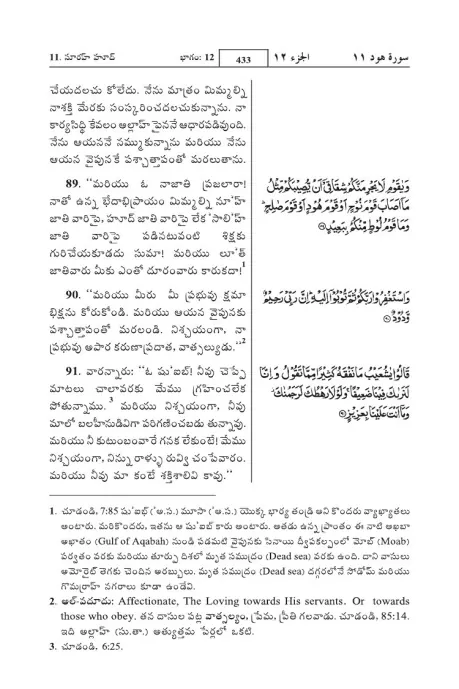 11. సూరహ్ హూద్ భాగం: 12 433 الجزء ١٢ سورة هود ١١
చేయదలచు కోలేదు. నేను మాత్రం మిమ్మల్ని
నాశక్తి మేరకు సంస్కరించదలచుకున్నాను. నా
కార్యసిద్ధి కేవలం అల్లాహ్ పైననే ఆధారపడివుంది.
నేను ఆయననే నమ్ముకున్నాను మరియు నేను
ఆయన వైపునకే పశ్చాత్తాపంతో మరలుతాను.
89. "మరియు ఓ నాజాతి ప్రజలారా!
నాతో ఉన్న భేదాభిప్రాయం మిమ్మల్ని నూ'హ్
జాతి వారిపై, హూద్ జాతి వారిపై లేక 'సాలి'హ్
జాతి వారిపై పడినటువంటి శిక్షకు
గురిచేయకూడదు సుమా! మరియు లూ'త్
జాతివారు మీకు ఎంతో దూరంవారు కారుకదా!1
وَيَٰقَوْمِ لَا يَجْرِمَنَّكُمْ شِقَاقِيٓ أَن يُصِيبَكُم مِّثْلُ
مَآ أَصَابَ قَوْمَ نُوحٍ أَوْ قَوْمَ هُودٍ أَوْ قَوْمَ صَٰلِحٍ ۚ
وَمَا قَوْمُ لُوطٍ مِّنكُم بِبَعِيدٍ ٨٩
90. "మరియు మీరు మీ ప్రభువు క్షమా
భిక్షను కోరుకోండి. మరియు ఆయన వైపునకు
పశ్చాత్తాపంతో మరలండి. నిశ్చయంగా, నా
ప్రభువు అపార కరుణాప్రదాత, వాత్సల్యుడు."2
وَٱسْتَغْفِرُوا۟ رَبَّكُمْ ثُمَّ تُوبُوٓا۟ إِلَيْهِ ۚ إِنَّ رَبِّي رَحِيمٌ
وَدُودٌ ٩٠
91. వారన్నారు: "ఓ షు'ఐబ్! నీవు చెప్పే
మాటలు చాలావరకు మేము గ్రహించలేక
పోతున్నాము. 3 మరియు నిశ్చయంగా, నీవు
మాలో బలహీనుడివిగా పరిగణించబడు తున్నావు.
మరియు నీ కుటుంబంవారే గనక లేకుంటే! మేము
నిశ్చయంగా, నిన్ను రాళ్ళు రువ్వి చంపేవారం.
మరియు నీవు మా కంటే శక్తిశాలివి కావు."
قَالُوا۟ يَٰشُعَيْبُ مَا نَفْقَهُ كَثِيرًا مِّمَّا تَقُولُ وَإِنَّا
لَنَرَىٰكَ فِينَا ضَعِيفًا ۖ وَلَوْلَا رَهْطُكَ لَرَجَمْنَٰكَ ۖ
وَمَآ أَنتَ عَلَيْنَا بِعَزِيزٍ ٩١
1. చూడండి, 7:85 షు'ఐబ్ ('అ.స.) మూసా ('అ.స.) యొక్క భార్య తండ్రి అని కొందరు వ్యాఖ్యాతలు
అంటారు. మరికొందరు, ఇతను ఆ షు'ఐబ్ కారు అంటారు. అతడు ఉన్న ప్రాంతం ఈ నాటి అఖబా
అఖాతం (Gulf of Aqabah) నుండి పడమటి వైపునకు సినాయి ద్వీపకల్పంలో మోబ్ (Moab)
పర్వతం వరకు మరియు తూర్పు దిశలో మృత సముద్రం (Dead sea) వరకు ఉంది. దాని వాసులు
అమోరైట్ తెగకు చెందిన అరబ్బులు. మృత సముద్రం (Dead sea) దగ్గరలోనే సోడోమ్ మరియు
గొమర్రాహ్ నగరాలు కూడా ఉండేవి.
2. అల్-వదూదు: Affectionate, The Loving towards His servants. Or towards
those who obey. తన దాసుల పట్ల వాత్సల్యం, ప్రేమ, ప్రీతి గలవాడు. చూడండి, 85:14.
ఇది అల్లాహ్ (సు.తా.) అత్యుత్తమ పేర్లలో ఒకటి.
3. చూడండి, 6:25.